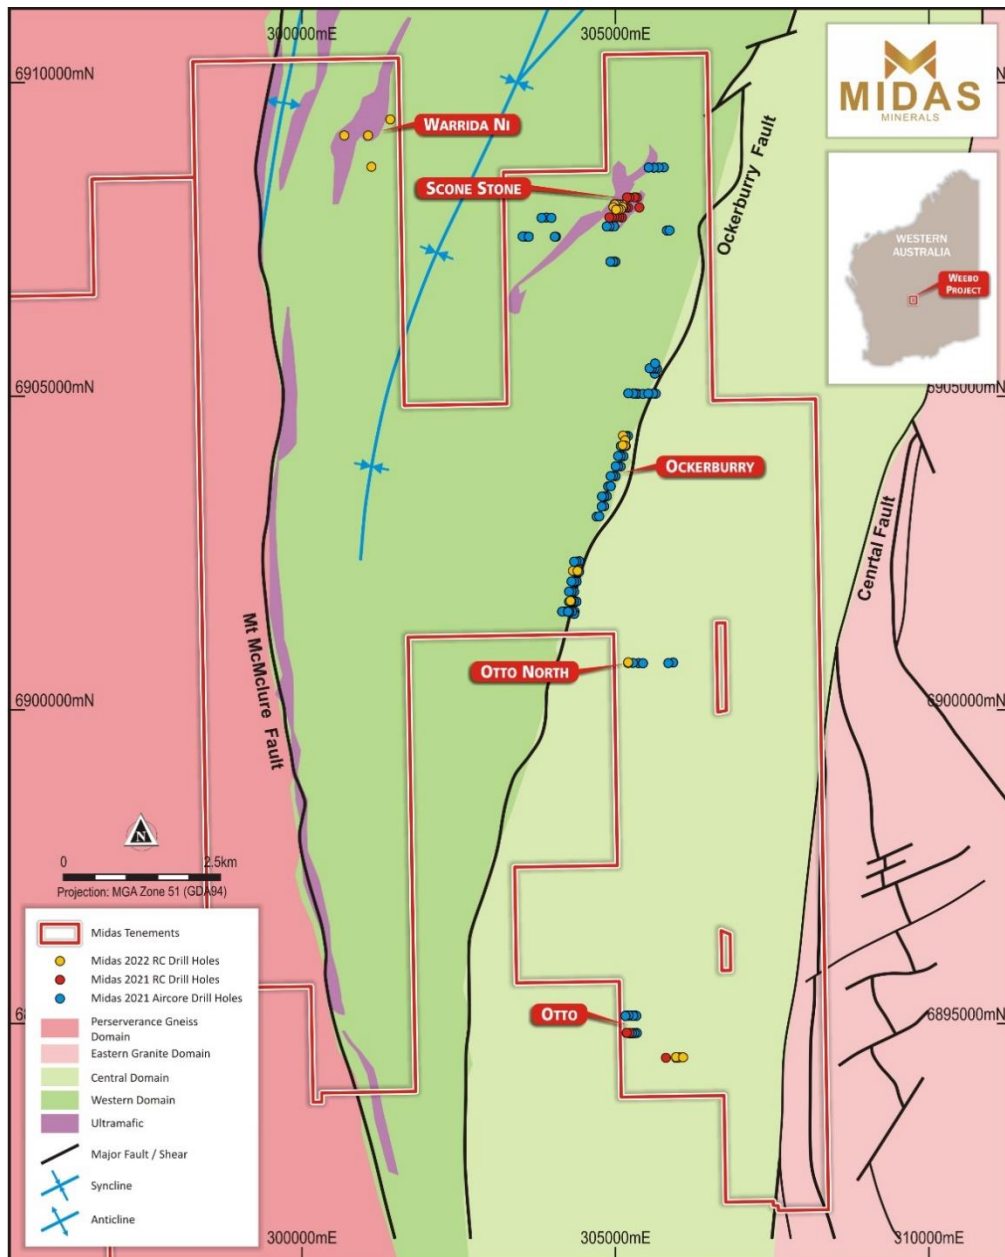 300000mE
305000mE
6910000mN
MIDAS
MINERALS
WARRIDA NI
SCONE STONE
Ockerburry Fault
WESTERN
AUSTRALIA
WEEBO
PROJECT
6905000mN
6905000mN
OCKERBURRY
Cenrtal Fault
Mt McMclure Fault
OTTO NORTH
6900000mN
6900000mN
N
0
2.5km
Projection: MGA Zone 51 (GDA94)
Midas Tenements
Midas 2022 RC Drill Holes
Midas 2021 RC Drill Holes
Midas 2021 Aircore Drill Holes
Perserverance Gneiss
Domain
Eastern Granite Domain
Central Domain
Western Domain
Ultramafic
Major Fault / Shear
Syncline
Anticline
OTTO
6895000mN
300000mE
305000mE
310000mE